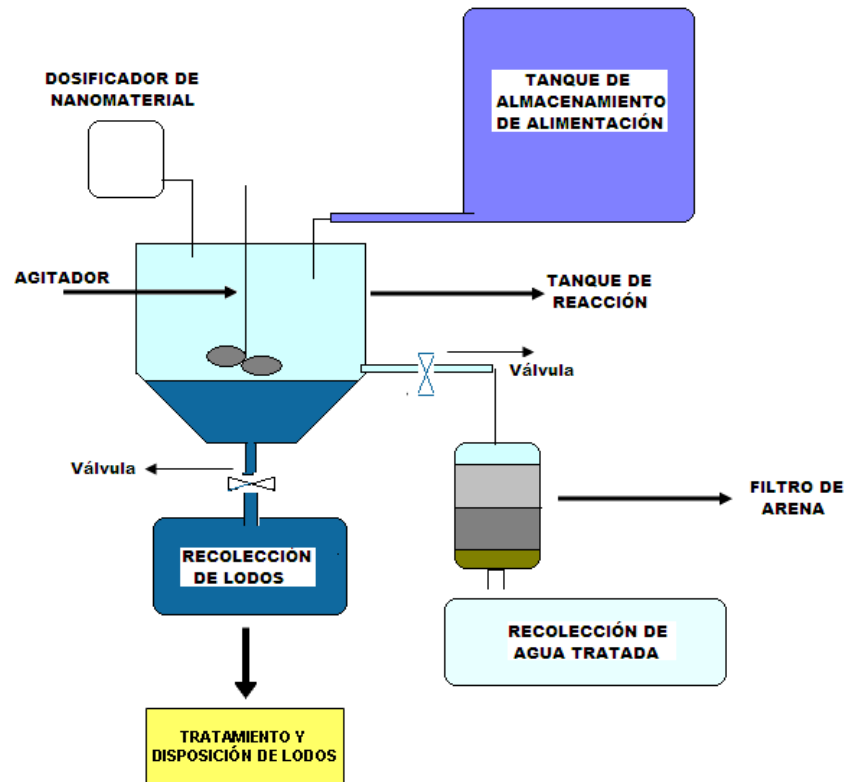 DOSIFICADOR DE
NANOMATERIAL
TANQUE DE
ALMACENAMIENTO
DE ALIMENTACIÓN
AGITADOR
TANQUE DE
REACCIÓN
Válvula
Válvula
FILTRO DE
ARENA
RECOLECCIÓN
DE LODOS
RECOLECCIÓN DE
AGUA TRATADA
TRATAMIENTO Y
DISPOSICIÓN DE LODOS